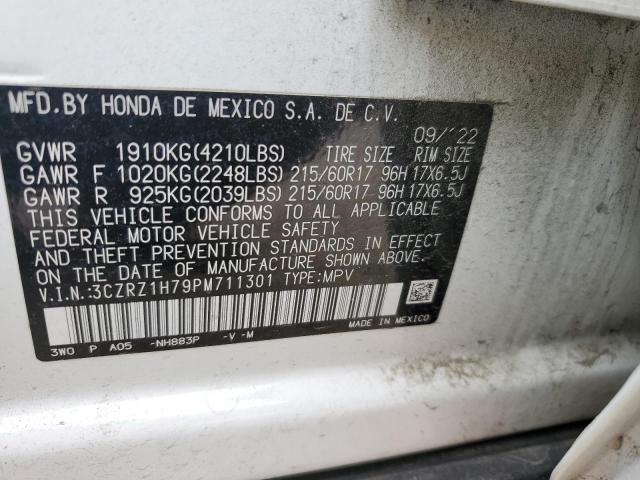 MFD.BY HONDA DE MEXICO S.A. DE C.V.
09/'22
GVWR 1910KG(4210LBS) TIRE SIZE RIM SIZE
GAWR F 1020KG(2248LBS) 215/60R17 96H 17X6.5J
GAWR R 925KG(2039LBS) 215/60R17 96H 17X6.5J
THIS VEHICLE CONFORMS TO ALL APPLICABLE
FEDERAL MOTOR VEHICLE SAFETY
AND THEFT PREVENTION STANDARDS IN EFFECT
ON THE DATE OF MANUFACTURE SHOWN ABOVE.
V.I.N.:3CZRZ1H79PM711301 TYPE:MPV
MADE IN MEXICO
3W0 P A05 -NH883P -V -M